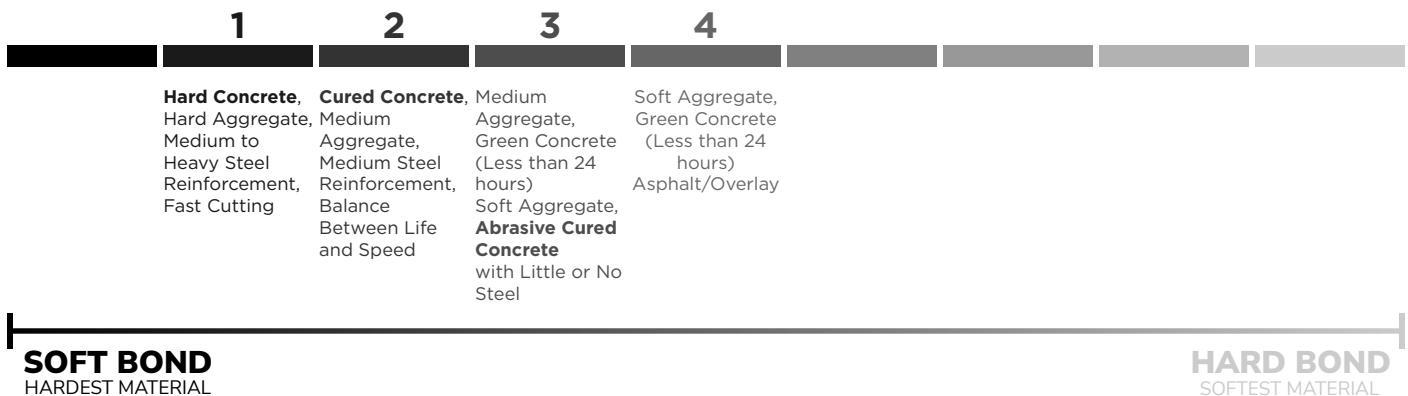 1
2
3
4
Hard Concrete,
Hard Aggregate,
Medium to
Heavy Steel
Reinforcement,
Fast Cutting
Cured Concrete,
Medium
Aggregate,
Medium Steel
Reinforcement,
Balance
Between Life
and Speed
Medium
Aggregate,
Green Concrete
(Less than 24
hours)
Soft Aggregate,
Abrasive Cured
Concrete
with Little or No
Steel
Soft Aggregate,
Green Concrete
(Less than 24
hours)
Asphalt/Overlay
SOFT BOND
HARDEST MATERIAL
HARD BOND
SOFTEST MATERIAL